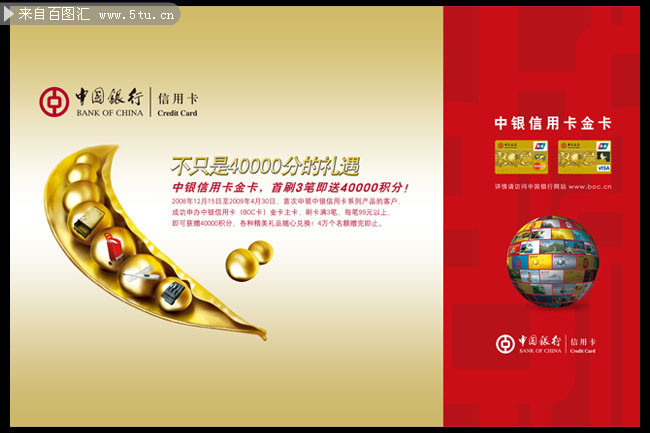 来自百图汇 www.5tu.cn
中国银行 信用卡
BANK OF CHINA Credit Card
不只是40000分的礼遇
中银信用卡金卡，首刷3笔即送40000积分！
2008年12月15日至2009年4月30日，首次申领中银信用卡系列产品的客户，
成功申办中银信用卡（BOC卡）金卡主卡，刷卡满3笔，每笔99元以上，
即可获赠40000积分，各种精美礼品随心兑换！4万个名额赠完即止。
中银信用卡金卡
VISA
详情请访问中国银行网站 www.boc.cn
中国银行 信用卡
BANK OF CHINA Credit Card